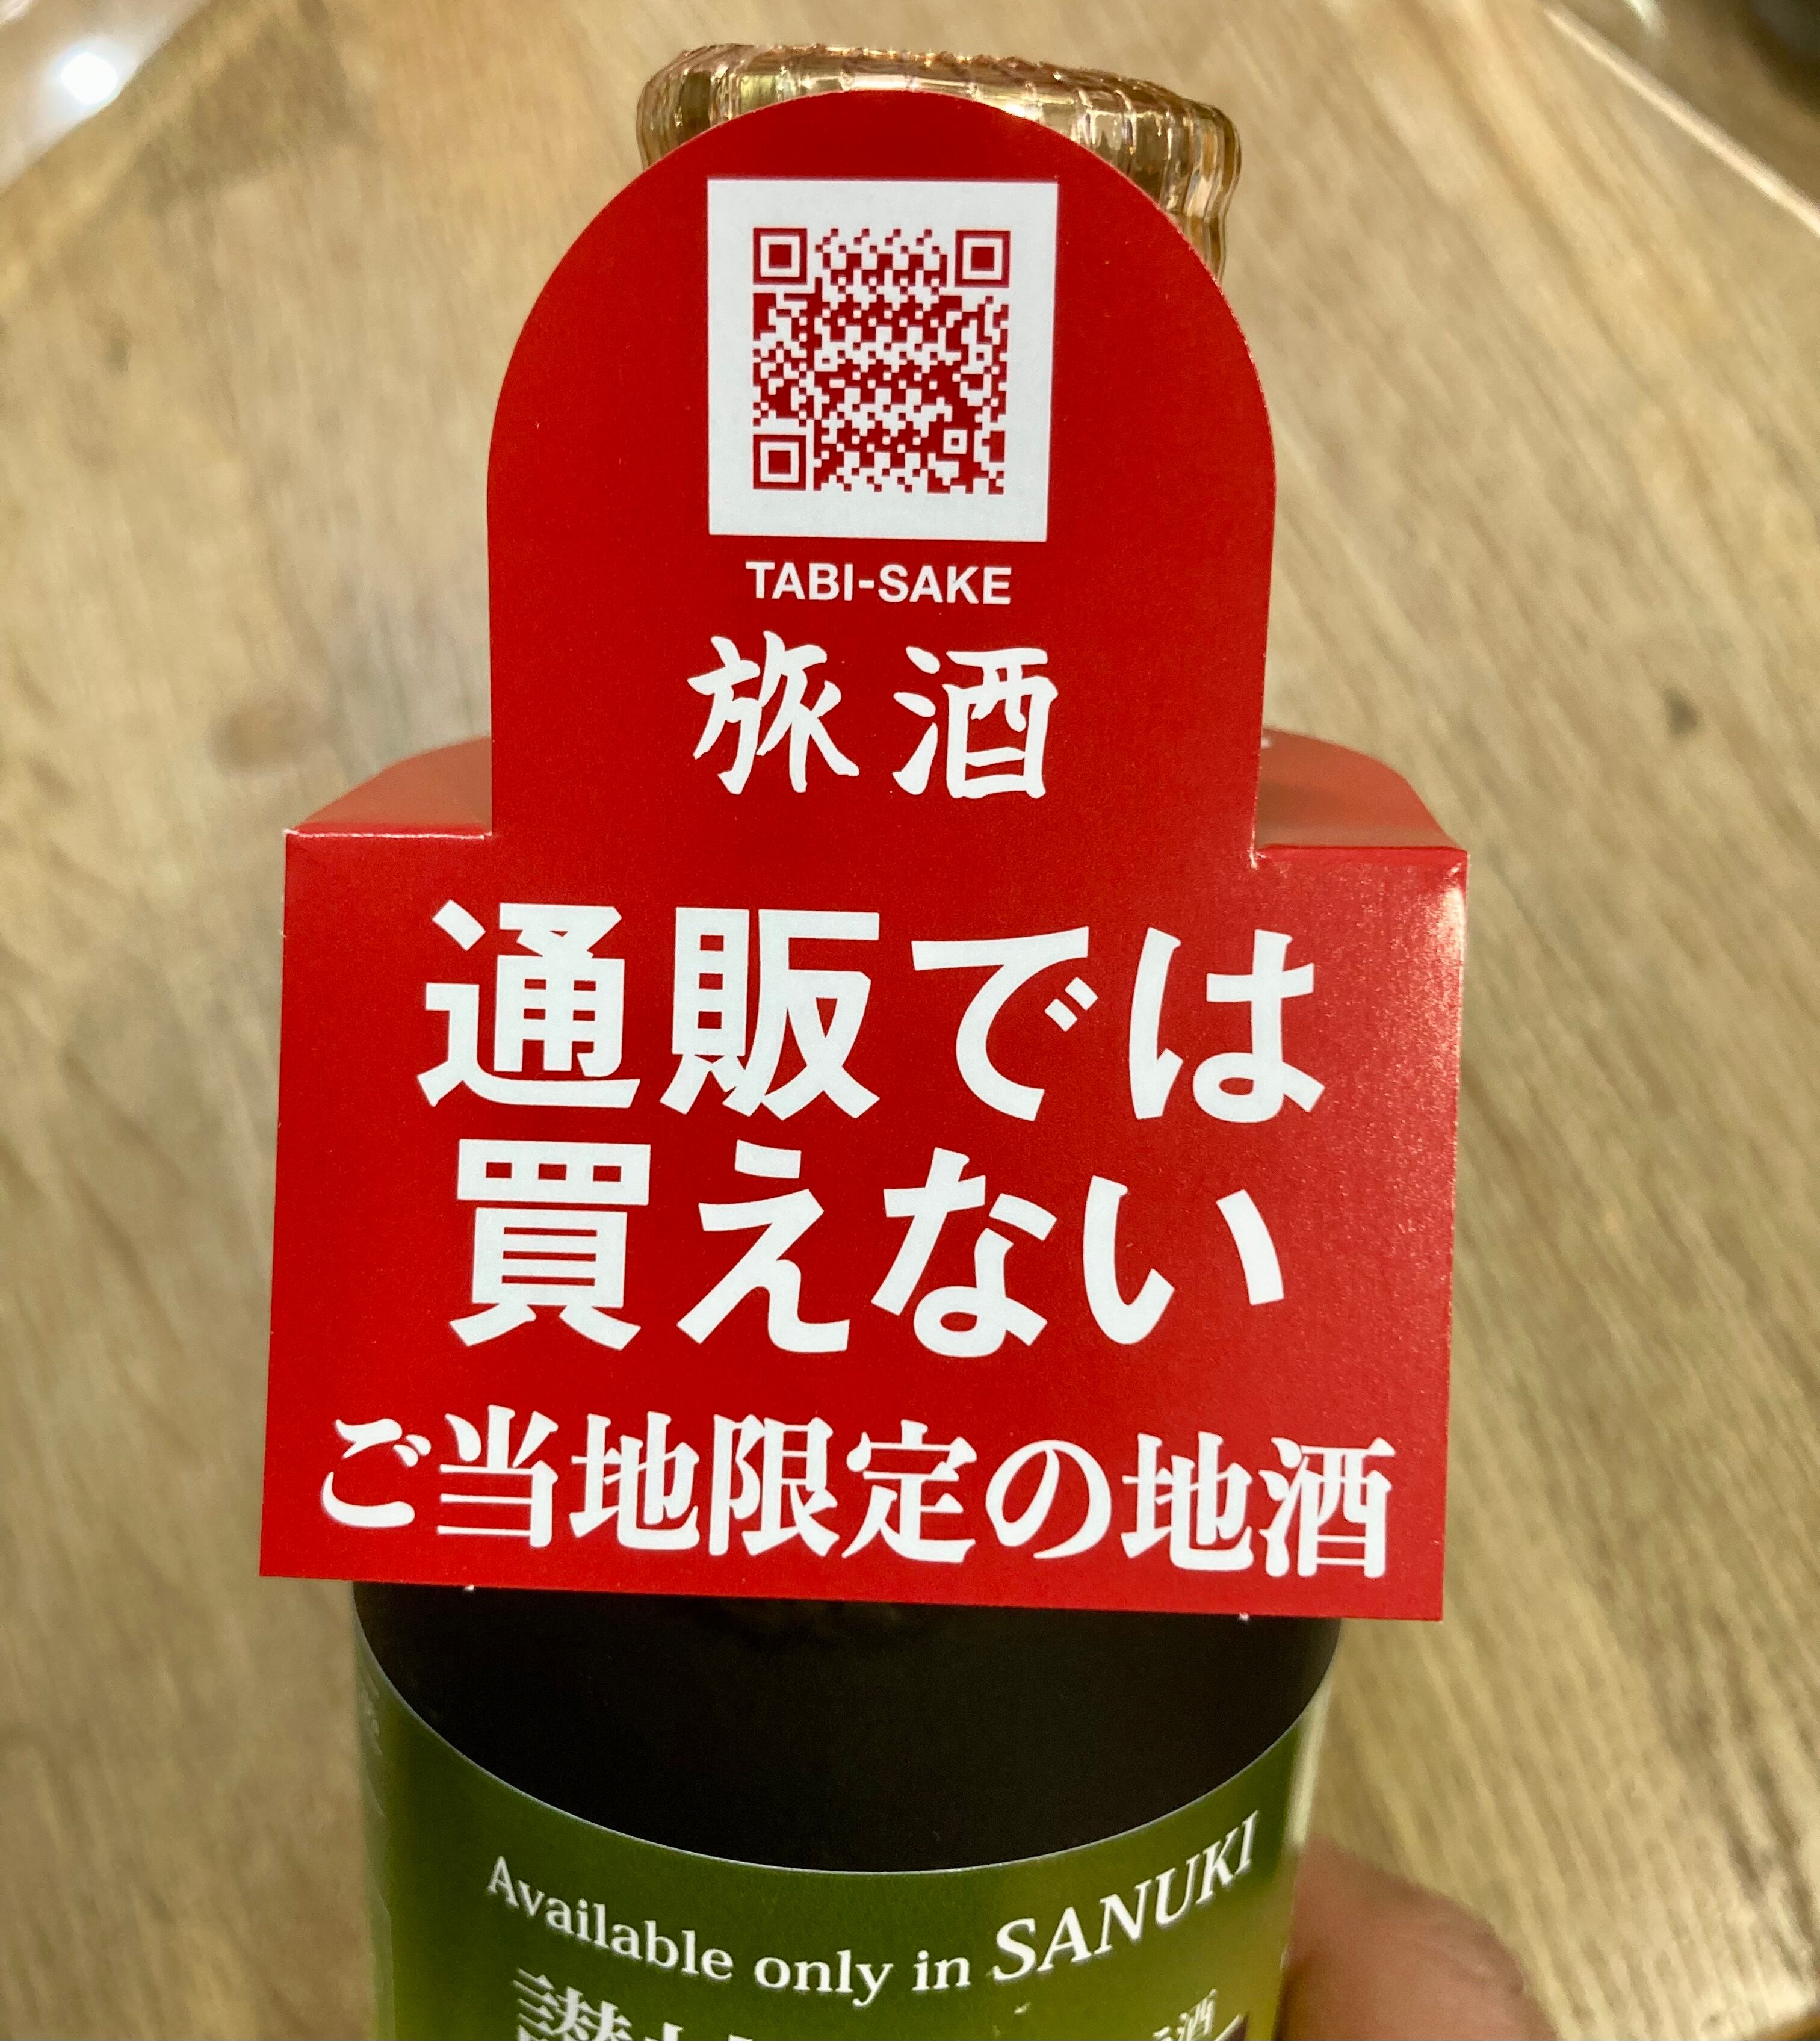 TABI-SAKE
旅酒
通販では
買えない
ご当地限定の地酒
Available only in SANUKI